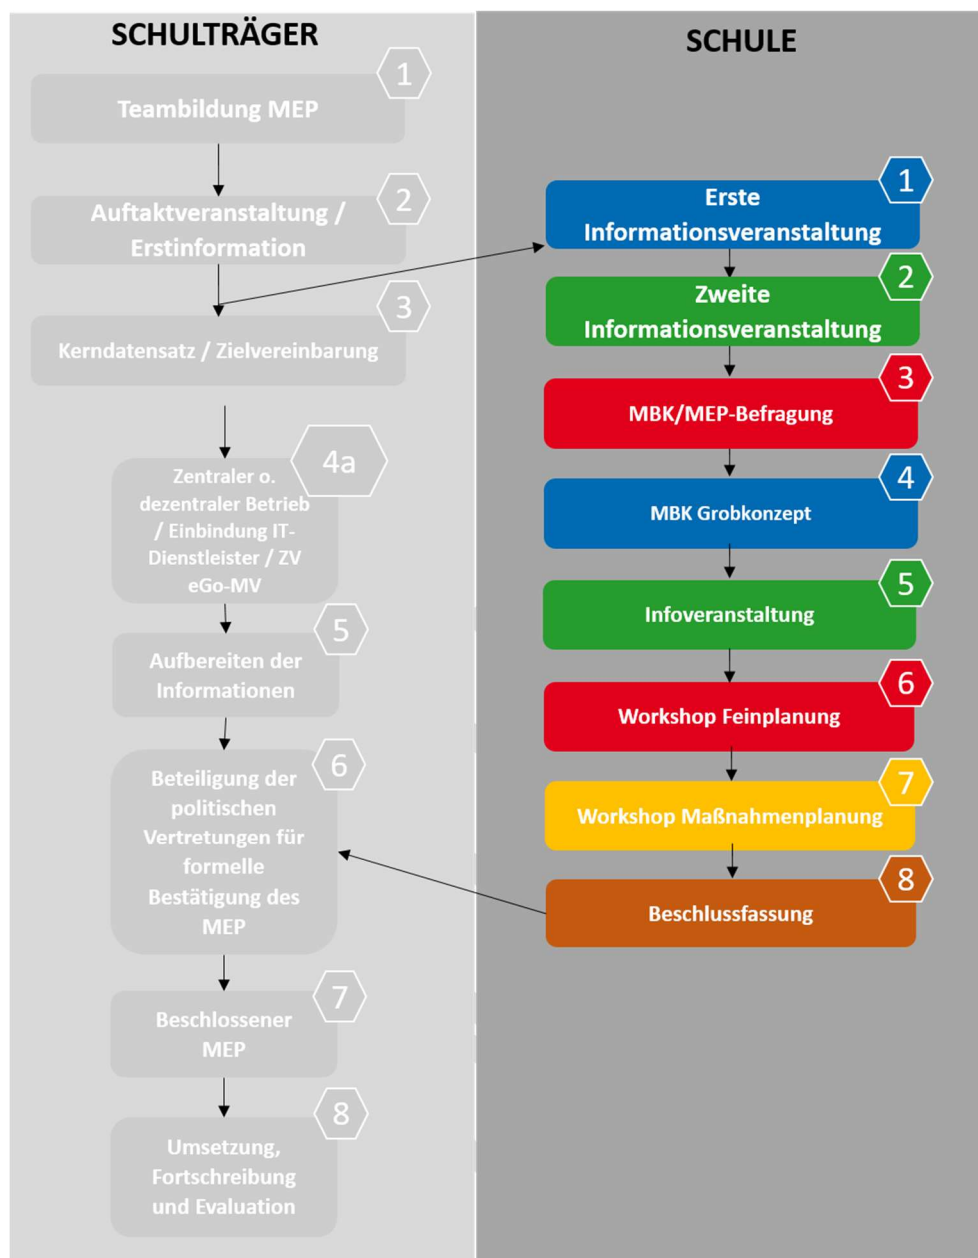 SCHULTRÄGER
1
Teambildung MEP
2
Auftaktveranstaltung /
Erstinformation
3
Kerndatensatz / Zielvereinbarung
4a
Zentraler o.
dezentraler Betrieb
/ Einbindung IT-
Dienstleister / ZV
eGo-MV
5
Aufbereiten der
Informationen
6
Beteiligung der
politischen
Vertretungen für
formelle
Bestätigung des
MEP
7
Beschlossener
MEP
8
Umsetzung,
Fortschreibung
und Evaluation
SCHULE
1
Erste
Informationsveranstaltung
2
Zweite
Informationsveranstaltung
3
MBK/MEP-Befragung
4
MBK Grobkonzept
5
Infoveranstaltung
6
Workshop Feinplanung
7
Workshop Maßnahmenplanung
8
Beschlussfassung